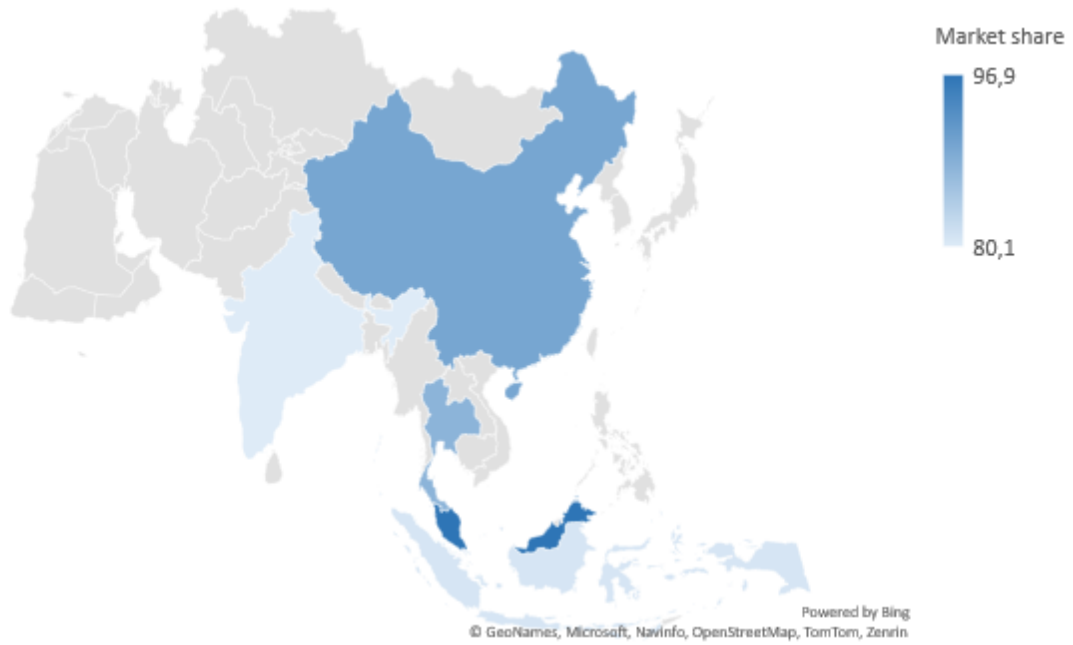 Market share
96,9
80,1
Powered by Bing
© GeoNames, Microsoft, Navinfo, OpenStreetMap, TomTom, Zenrin